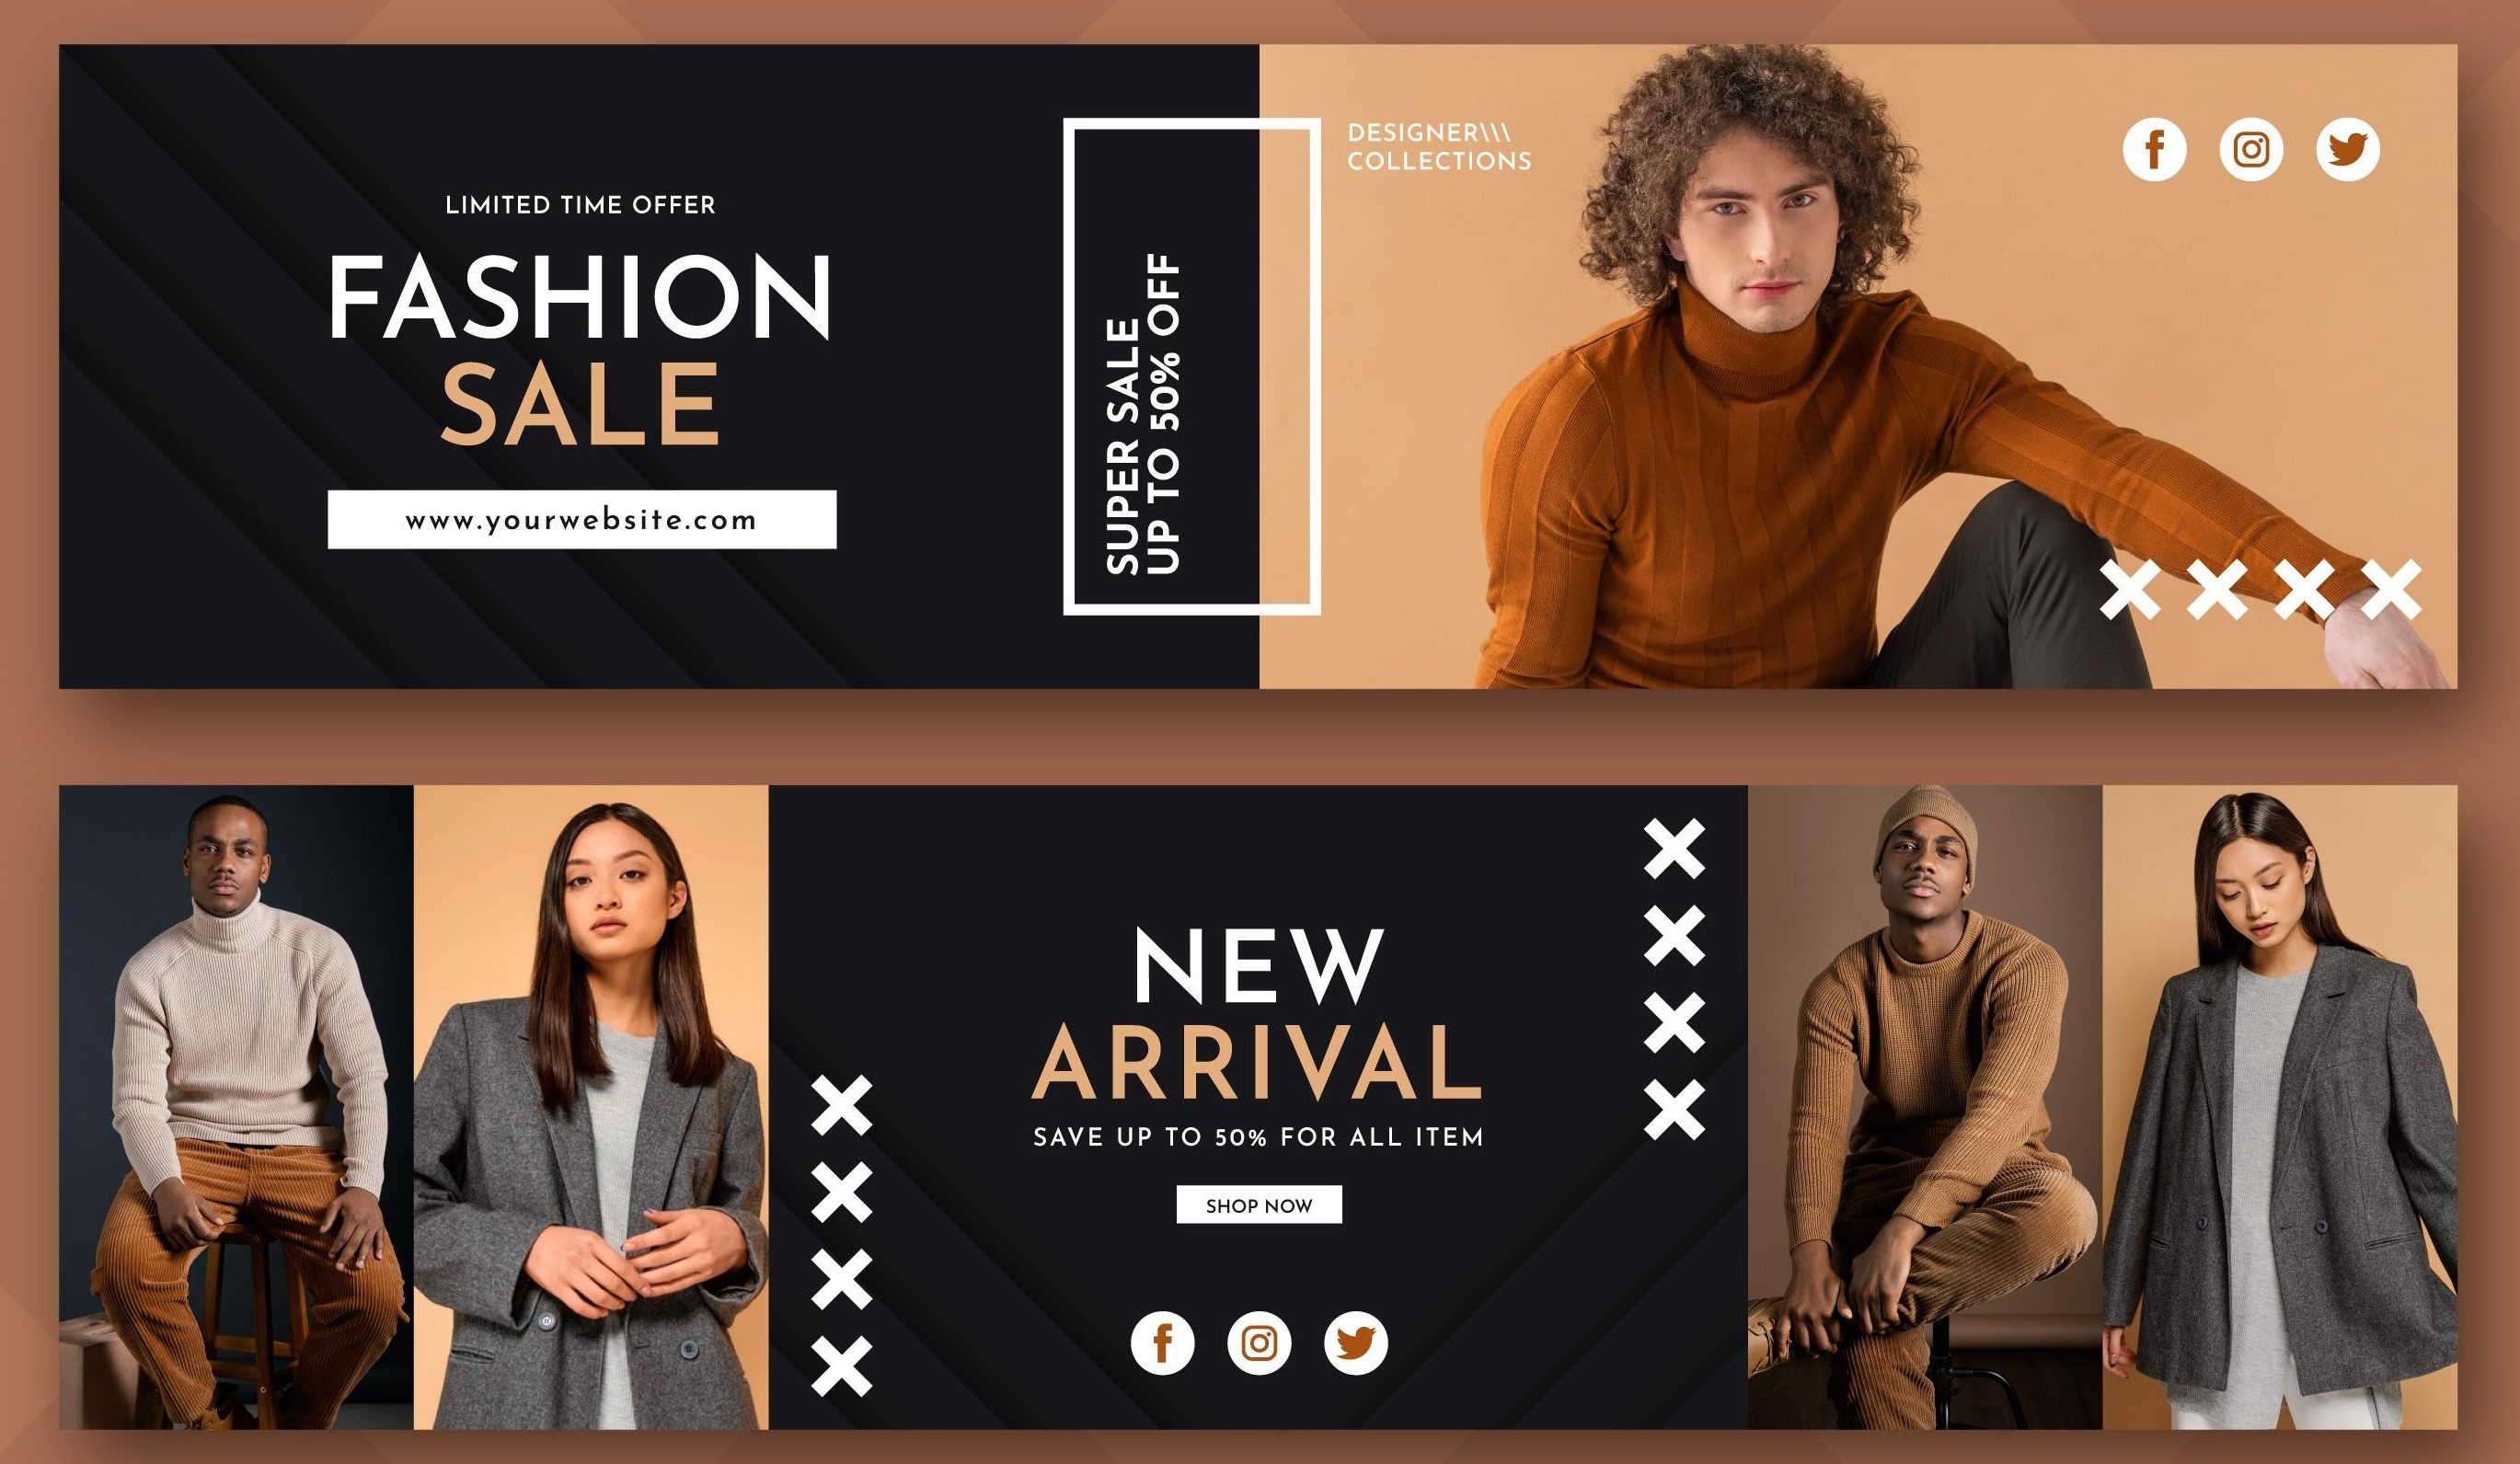 LIMITED TIME OFFER
FASHION
SALE
www.yourwebsite.com
SUPER SALE
UP TO 50% OFF
DESIGNER\\\
COLLECTIONS
NEW
ARRIVAL
SAVE UP TO 50% FOR ALL ITEM
SHOP NOW